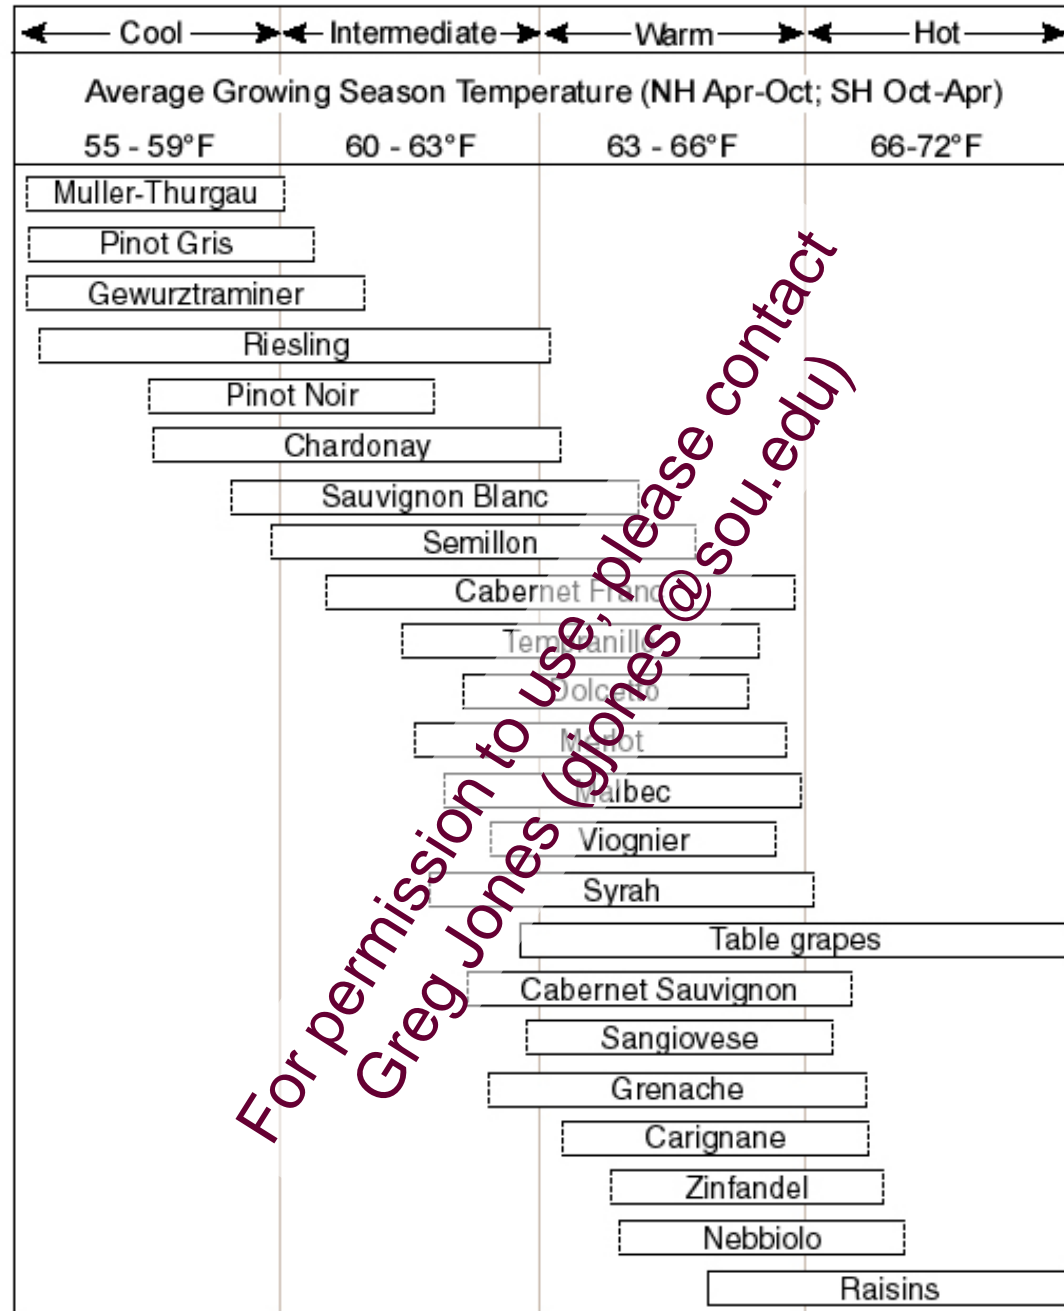 Cool Intermediate Warm Hot
Average Growing Season Temperature (NH Apr-Oct; SH Oct-Apr)
55 - 59°F 60 - 63°F 63 - 66°F 66-72°F
Muller-Thurgau
Pinot Gris
Gewurztraminer
Riesling
Pinot Noir
Chardonay
Sauvignon Blanc
Semillon
Cabernet Franc
Tempranillo
Dolcetto
Merlot
Malbec
Viognier
Syrah
Table grapes
Cabernet Sauvignon
Sangiovese
Grenache
Carignane
Zinfandel
Nebbiolo
Raisins
For permission to use, please contact
Greg Jones (gjones@sou.edu)